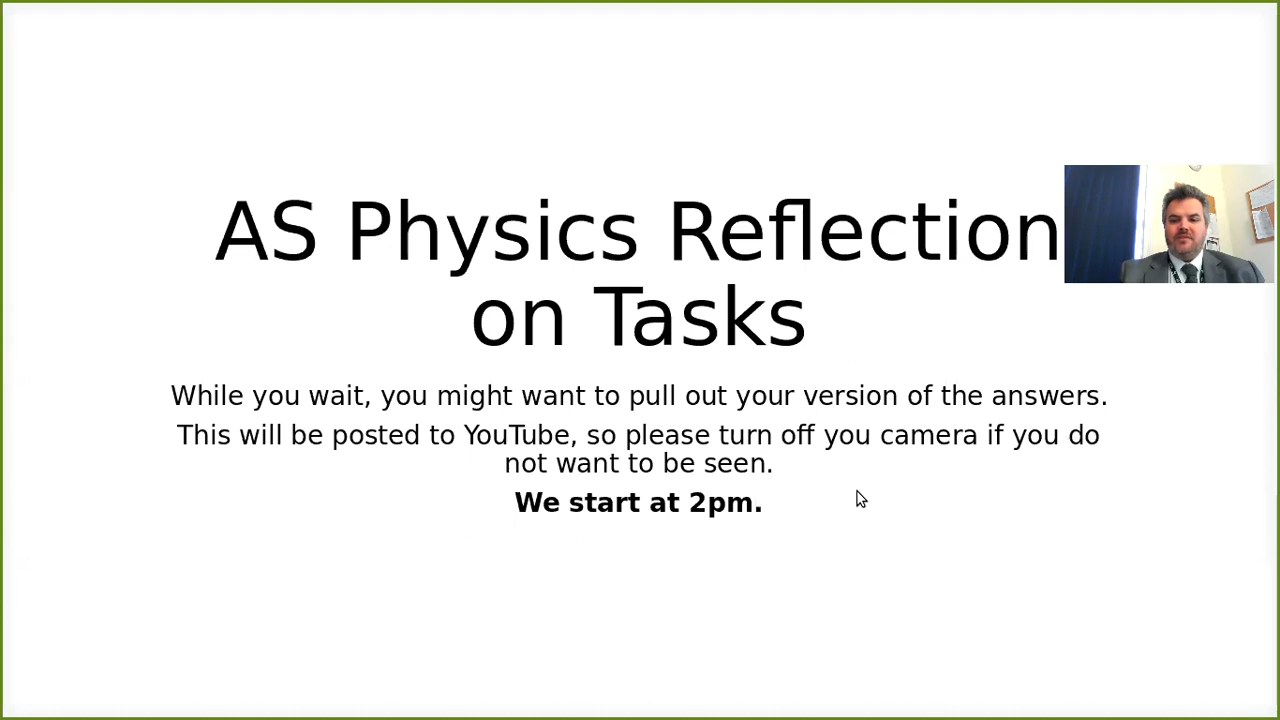 AS Physics Reflection
on Tasks
While you wait, you might want to pull out your version of the answers.
This will be posted to YouTube, so please turn off you camera if you do
not want to be seen.
We start at 2pm.